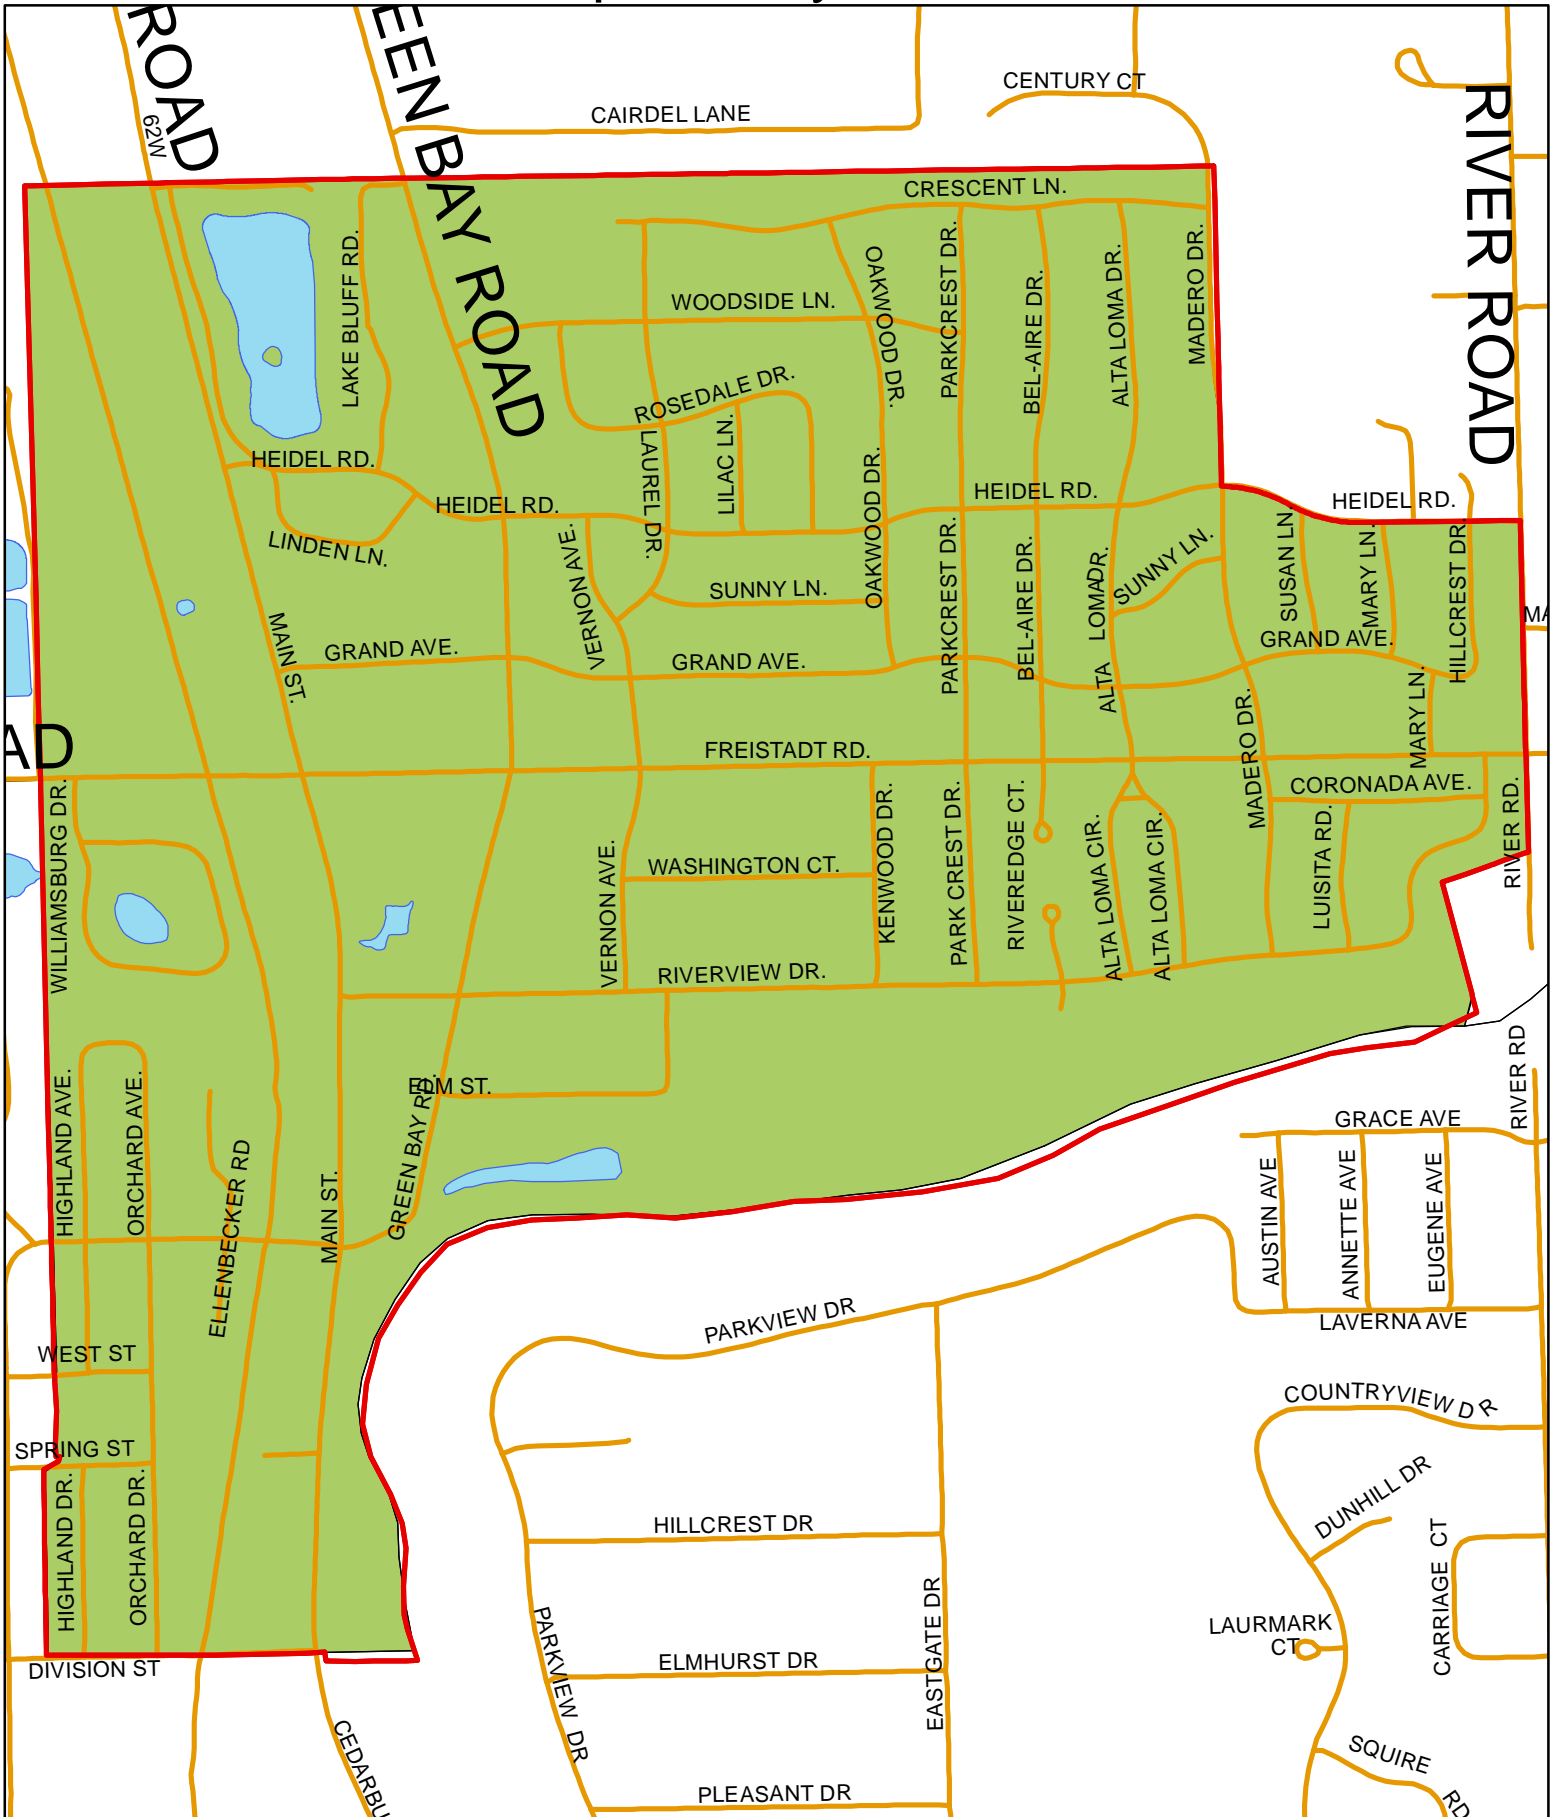 ROAD
EEN BAY ROAD
62W
CAIRDEL LANE
CENTURY CT
RIVER ROAD
RIVER ROAD
CRESCENT LN.
LAKE BLUFF RD.
WOODSIDE LN.
OAKWOOD DR.
PARKCREST DR.
BEL-AIRE DR.
ALTA LOMA DR.
MADERO DR.
ROSEDALE DR.
LAUREL DR.
LILAC LN.
OAKWOOD DR.
HEIDEL RD.
HEIDEL RD.
HEIDEL RD.
HEIDEL RD.
LINDEN LN.
VERNON AVE.
SUNNY LN.
PARKCREST DR.
BEL-AIRE DR.
ALTA LOMA DR.
SUNNY LN.
SUSAN LN.
MARY LN.
HILLCREST DR.
MA
MAIN ST.
GRAND AVE.
GRAND AVE.
GRAND AVE.
MARY LN.
AD
FREISTADT RD.
MADERO DR.
CORONADA AVE.
WILLIAMSBURG DR.
VERNON AVE.
WASHINGTON CT.
KENWOOD DR.
PARK CREST DR.
RIVEREDGE CT.
ALTA LOMA CIR.
ALTA LOMA CIR.
LUISITA RD.
RIVER RD.
RIVERVIEW DR.
HIGHLAND AVE.
ORCHARD AVE.
ELM ST.
GREEN BAY RD.
ELLENBECKER RD
MAIN ST.
RIVER RD
GRACE AVE
AUSTIN AVE
ANNETTE AVE
EUGENE AVE
LAVERNA AVE
PARKVIEW DR
WEST ST
COUNTRYVIEW DR
SPRING ST
HIGHLAND DR.
ORCHARD DR.
HILLCREST DR
DUNHILL DR
CARRIAGE CT
LAURMARK
CT
PARKVIEW DR
ELMHURST DR
EASTGATE DR
DIVISION ST
CEDARBU
SQUIRE RD
PLEASANT DR